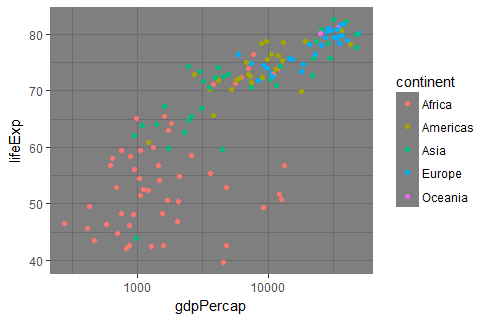 80
70
60
50
40
lifeExp
1000
10000
gdpPercap
continent
Africa
Americas
Asia
Europe
Oceania